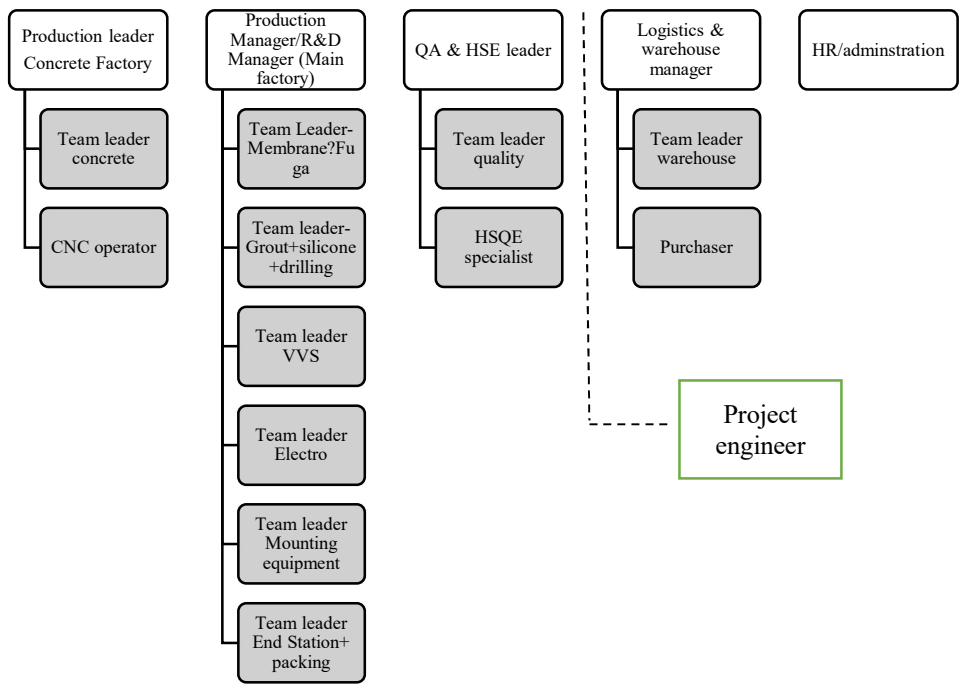 Production leader
Concrete Factory
Production
Manager/R&D
Manager (Main
factory)
QA & HSE leader
Logistics &
warehouse
manager
HR/adminstration
Team leader
concrete
CNC operator
Team Leader-
Membrane?Fu
ga
Team leader-
Grout+silicone
+drilling
Team leader
VVS
Team leader
Electro
Team leader
Mounting
equipment
Team leader
End Station+
packing
Team leader
quality
HSQE
specialist
Team leader
warehouse
Purchaser
Project
engineer